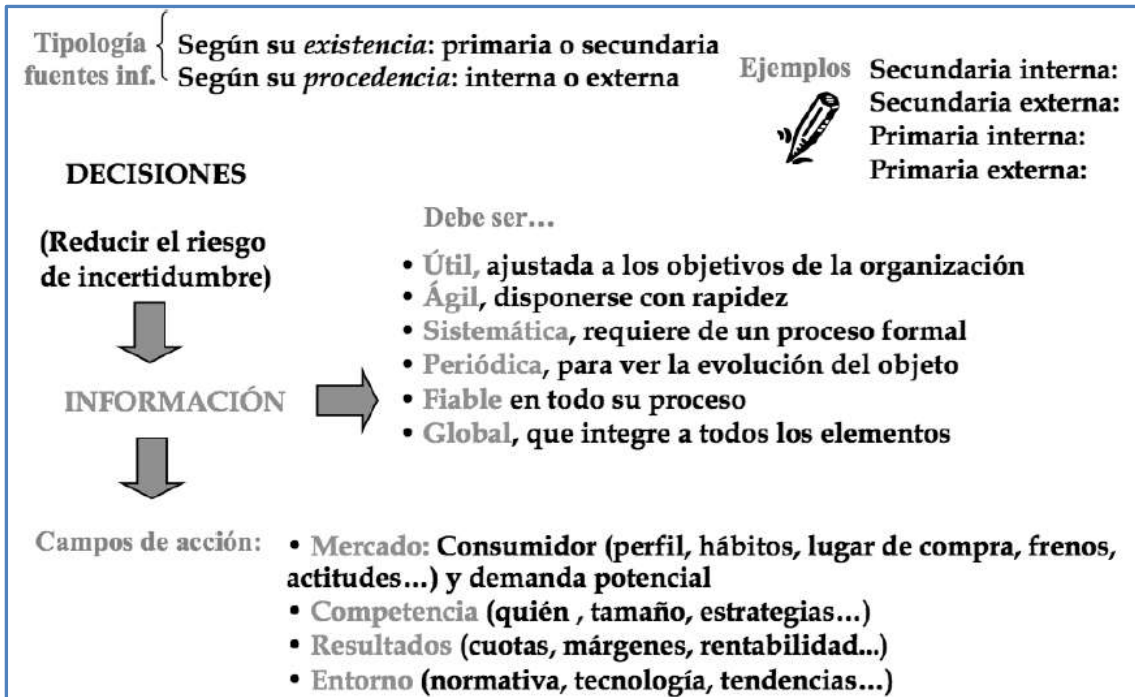 Tipología
fuentes inf.
Según su existencia: primaria o secundaria
Según su procedencia: interna o externa
Ejemplos
Secundaria interna:
Secundaria externa:
Primaria interna:
Primaria externa:
DECISIONES
(Reducir el riesgo
de incertidumbre)
INFORMACIÓN
Debe ser...
• Útil, ajustada a los objetivos de la organización
• Ágil, disponerse con rapidez
• Sistemática, requiere de un proceso formal
• Periódica, para ver la evolución del objeto
• Fiable en todo su proceso
• Global, que integre a todos los elementos
Campos de acción:
• Mercado: Consumidor (perfil, hábitos, lugar de compra, frenos,
actitudes...) y demanda potencial
• Competencia (quién , tamaño, estrategias...)
• Resultados (cuotas, márgenes, rentabilidad...)
• Entorno (normativa, tecnología, tendencias...)